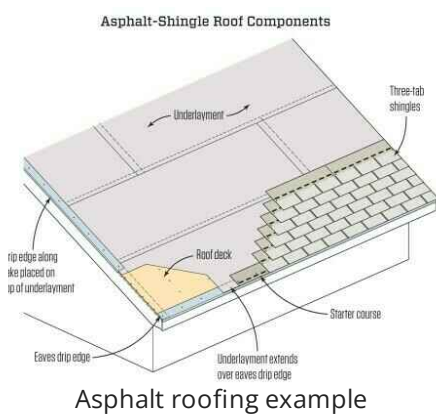 Asphalt-Shingle Roof Components
Underlayment
Three-tab
shingles
rip edge along
ake placed on
op of underlayment
Roof deck
Starter course
Eaves drip edge
Underlayment extends
over eaves drip edge
Asphalt roofing example